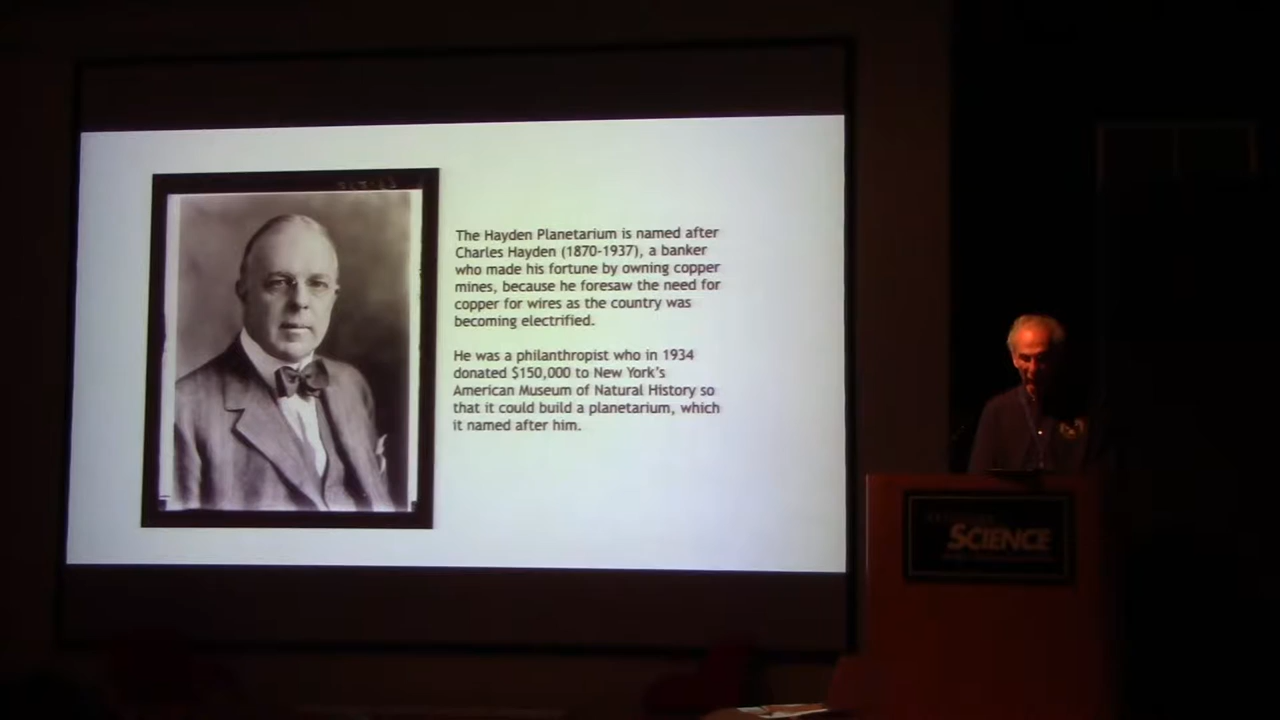 The Hayden Planetarium is named after
Charles Hayden (1870-1937), a banker
who made his fortune by owning copper
mines, because he foresaw the need for
copper for wires as the country was
becoming electrified.
He was a philanthropist who in 1934
donated $150,000 to New York's
American Museum of Natural History so
that it could build a planetarium, which
it named after him.
SCIENCE